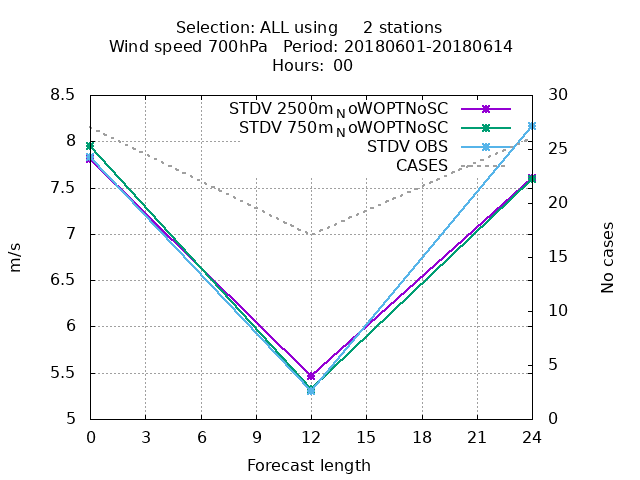 Selection: ALL using     2 stations
Wind speed 700hPa   Period: 20180601-20180614
Hours:  00
8.5
8
7.5
7
6.5
6
5.5
5
30
25
20
15
10
5
0
STDV 2500m_NoWOPTNoSC
STDV 750m_NoWOPTNoSC
STDV OBS
CASES
m/s
No cases
0 3 6 9 12 15 18 21 24
Forecast length